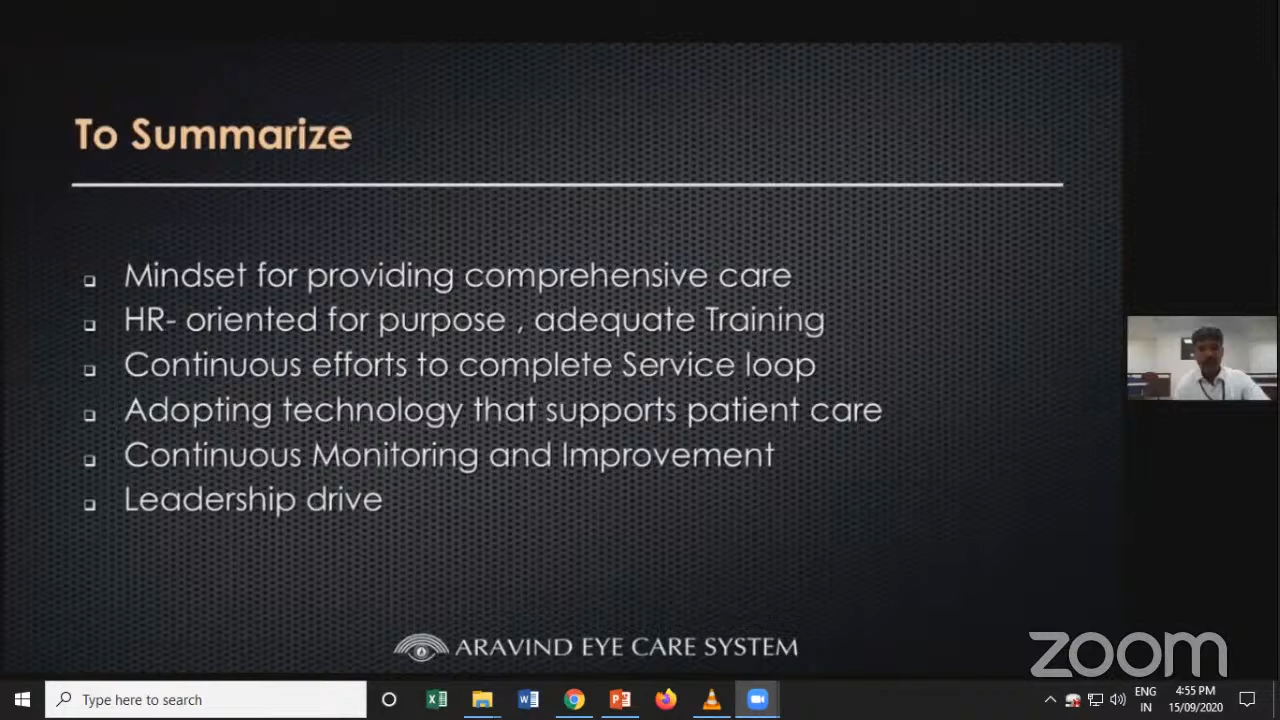 To Summarize
Mindset for providing comprehensive care
HR- oriented for purpose , adequate Training
Continuous efforts to complete Service loop
Adopting technology that supports patient care
Continuous Monitoring and Improvement
Leadership drive
ARAVIND EYE CARE SYSTEM
zoom
Type here to search
ENG
IN
4:55 PM
15/09/2020